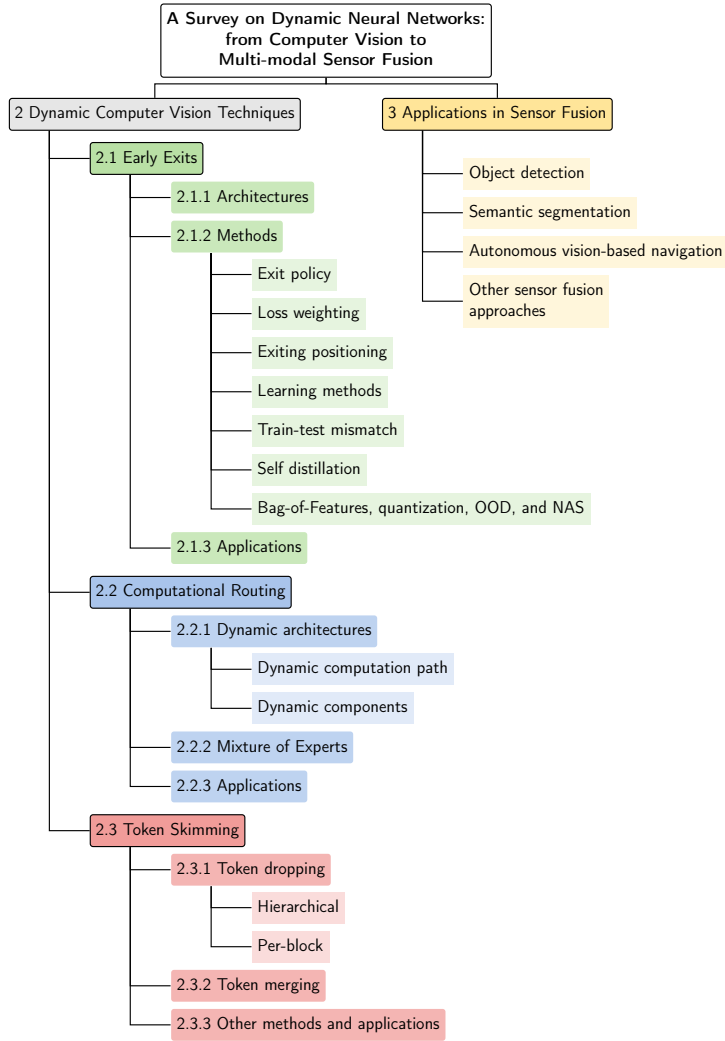 A Survey on Dynamic Neural Networks:
from Computer Vision to
Multi-modal Sensor Fusion
2 Dynamic Computer Vision Techniques
2.1 Early Exits
2.1.1 Architectures
2.1.2 Methods
Exit policy
Loss weighting
Exiting positioning
Learning methods
Train-test mismatch
Self distillation
Bag-of-Features, quantization, OOD, and NAS
2.1.3 Applications
2.2 Computational Routing
2.2.1 Dynamic architectures
Dynamic computation path
Dynamic components
2.2.2 Mixture of Experts
2.2.3 Applications
2.3 Token Skimming
2.3.1 Token dropping
Hierarchical
Per-block
2.3.2 Token merging
2.3.3 Other methods and applications
3 Applications in Sensor Fusion
Object detection
Semantic segmentation
Autonomous vision-based navigation
Other sensor fusion
approaches